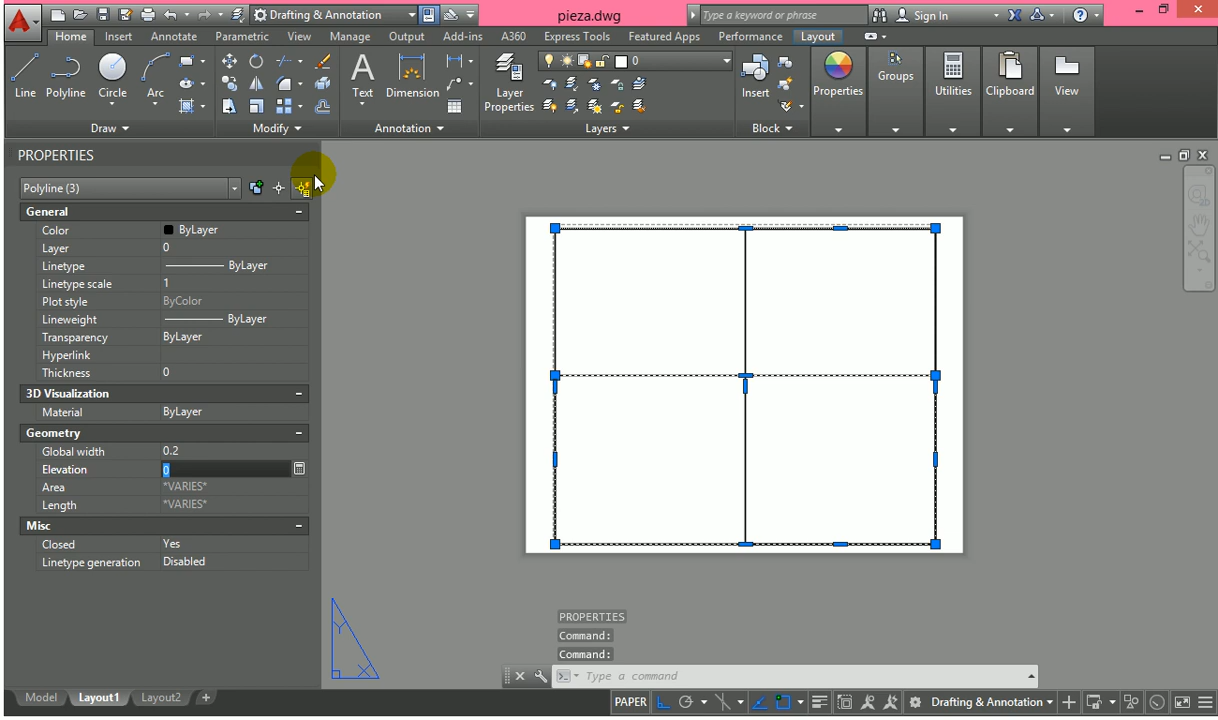 Drafting & Annotation
pieza.dwg
Type a keyword or phrase
Sign In
Home Insert Annotate Parametric View Manage Output Add-ins A360 Express Tools Featured Apps Performance Layout
0
Line Polyline Circle Arc
Text Dimension
Layer
Properties
Insert
Properties
Groups
Utilities
Clipboard
View
Draw
Modify
Annotation
Layers
Block
PROPERTIES
Polyline (3)
General
Color ByLayer
Layer 0
Linetype ByLayer
Linetype scale 1
Plot style ByColor
Lineweight ByLayer
Transparency ByLayer
Hyperlink
Thickness 0
3D Visualization
Material ByLayer
Geometry
Global width 0.2
Elevation 0
Area *VARIES*
Length *VARIES*
Misc
Closed Yes
Linetype generation Disabled
Y
X
PROPERTIES
Command:
Command:
Type a command
Model Layout1 Layout2 +
PAPER
Drafting & Annotation